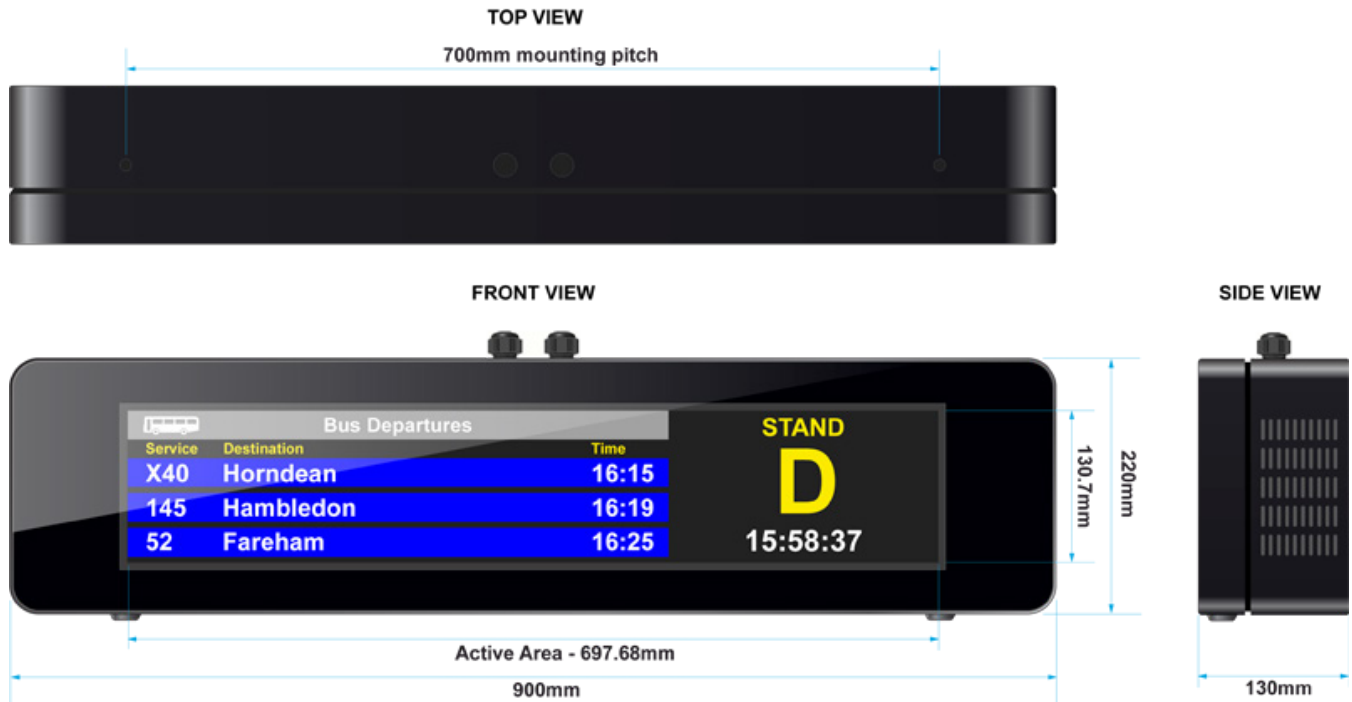 TOP VIEW
700mm mounting pitch
FRONT VIEW
SIDE VIEW
Bus Departures
Service Destination Time
X40 Horndean 16:15
145 Hambledon 16:19
52 Fareham 16:25
STAND
D
15:58:37
130.7mm
220mm
Active Area - 697.68mm
900mm
130mm